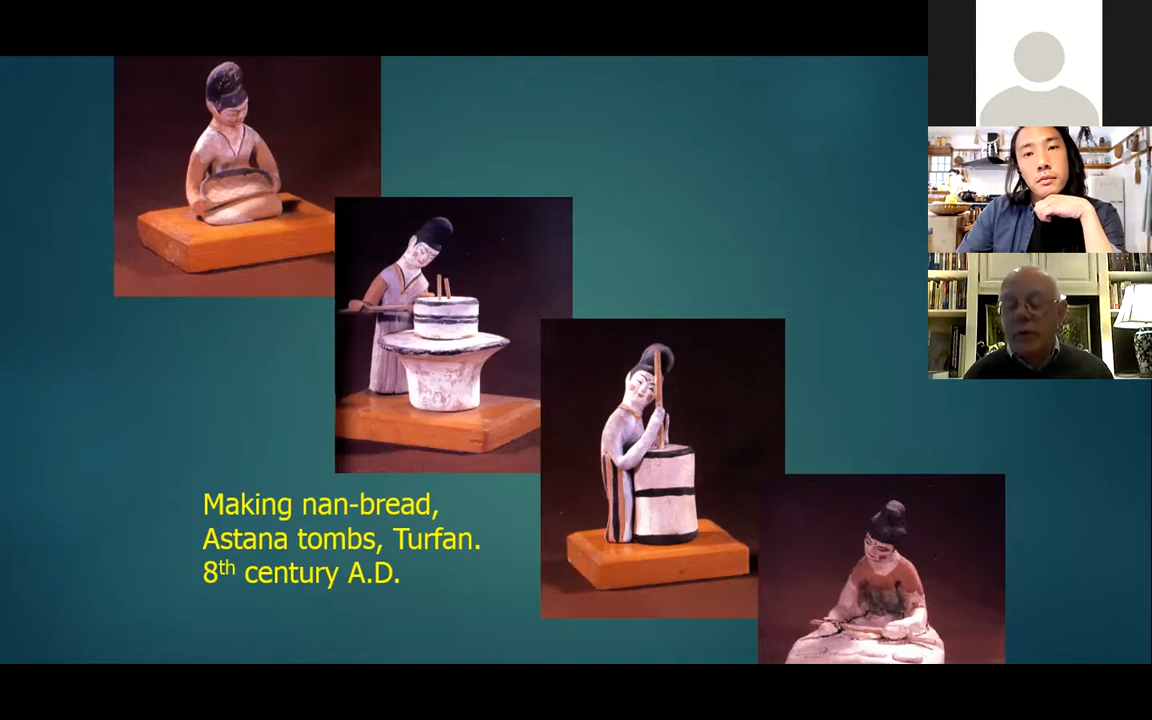 Making nan-bread,
Astana tombs, Turfan.
8th century A.D.